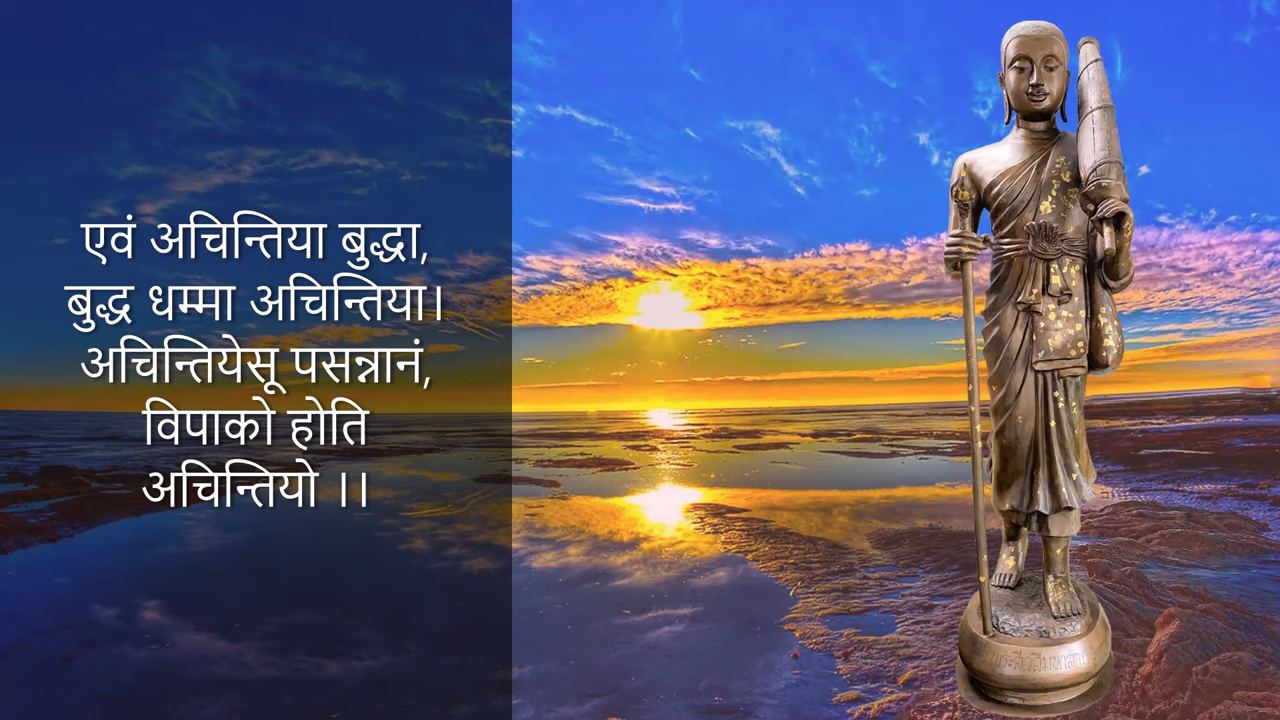 एवं अचिन्तिया बुद्धा,
बुद्ध धम्मा अचिन्तिया।
अचिन्तियेसू पसन्नानं,
विपाको होति
अचिन्तियो ।।